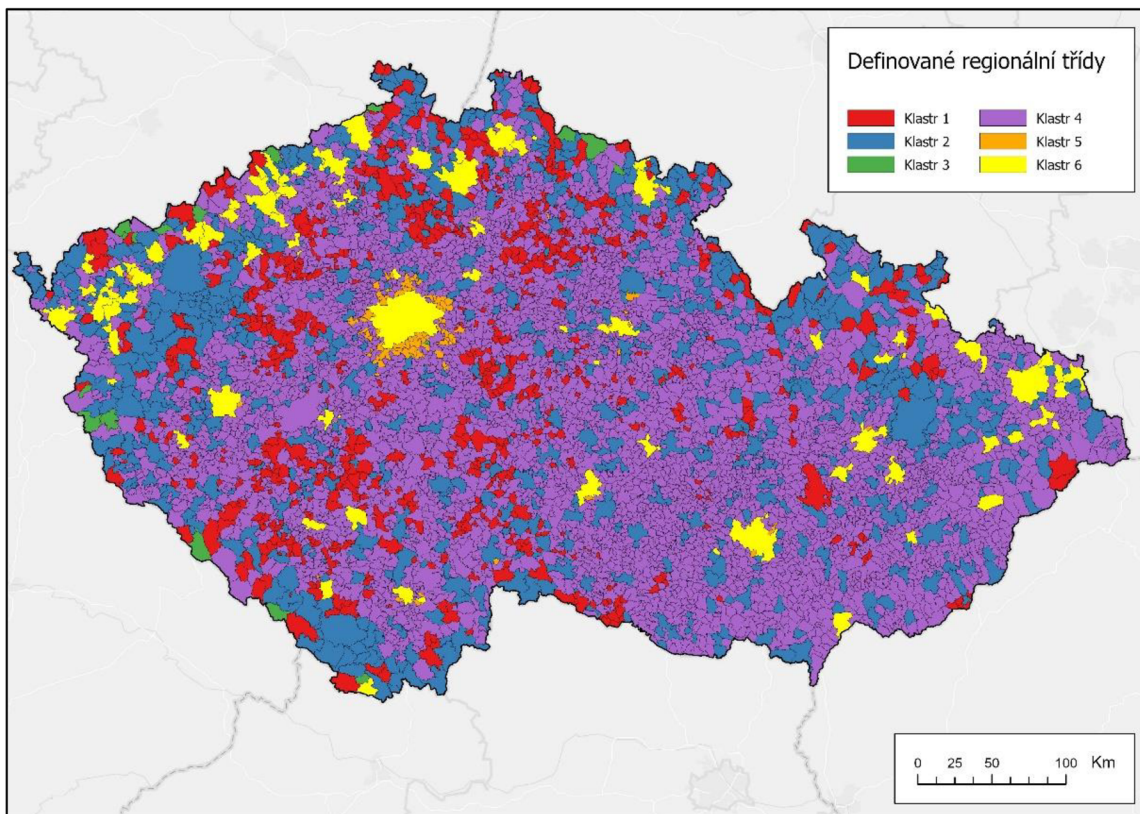 Definované regionální třídy
Klastr 1
Klastr 4
Klastr 2
Klastr 5
Klastr 3
Klastr 6
0 25 50 100 Km